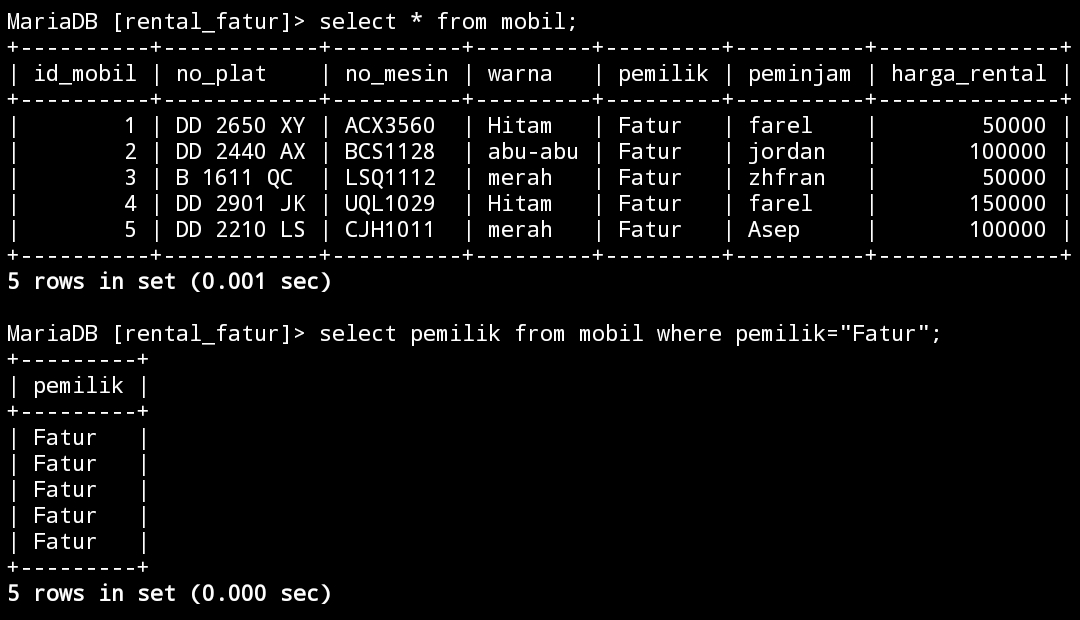 MariaDB [rental_fatur]> select * from mobil;
+----------+------------+----------+---------+---------+----------+--------------+
| id_mobil | no_plat    | no_mesin | warna   | pemilik | peminjam | harga_rental |
+----------+------------+----------+---------+---------+----------+--------------+
|        1 | DD 2650 XY | ACX3560  | Hitam   | Fatur   | farel    |        50000 |
|        2 | DD 2440 AX | BCS1128  | abu-abu | Fatur   | jordan   |       100000 |
|        3 | B 1611 QC  | LSQ1112  | merah   | Fatur   | zhfran   |        50000 |
|        4 | DD 2901 JK | UQL1029  | Hitam   | Fatur   | farel    |       150000 |
|        5 | DD 2210 LS | CJH1011  | merah   | Fatur   | Asep     |       100000 |
+----------+------------+----------+---------+---------+----------+--------------+
5 rows in set (0.001 sec)

MariaDB [rental_fatur]> select pemilik from mobil where pemilik="Fatur";
+---------+
| pemilik |
+---------+
| Fatur   |
| Fatur   |
| Fatur   |
| Fatur   |
| Fatur   |
+---------+
5 rows in set (0.000 sec)